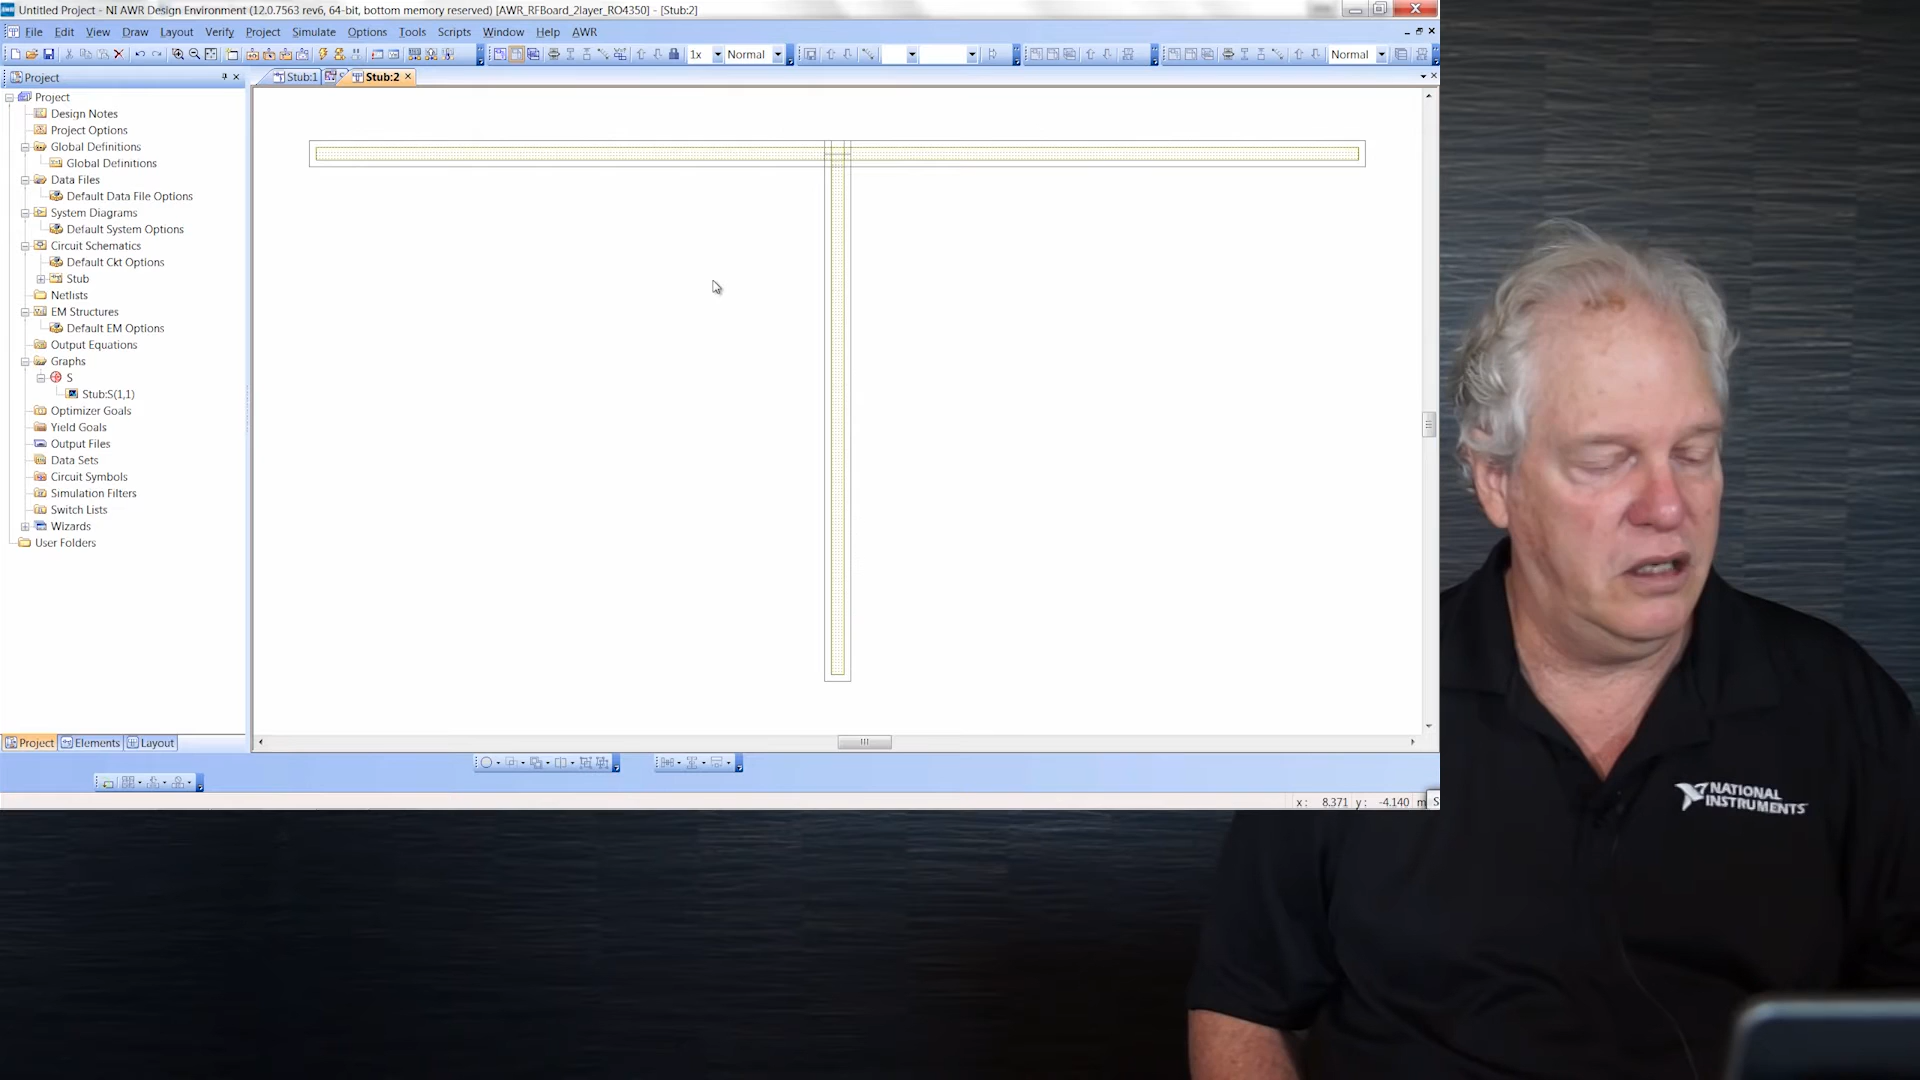 Untitled Project - NI AWR Design Environment (12.0.7563 rev6, 64-bit, bottom memory reserved) [AWR_RFBoard_2layer_RO4350] - [Stub:2]
File Edit View Draw Layout Verify Project Simulate Options Tools Scripts Window Help AWR
1x Normal Normal
Project
Stub:1 Stub:2
Project
Design Notes
Project Options
Global Definitions
Global Definitions
Data Files
Default Data File Options
System Diagrams
Default System Options
Circuit Schematics
Default Ckt Options
Stub
Netlists
EM Structures
Default EM Options
Output Equations
Graphs
S
Stub:S(1,1)
Optimizer Goals
Yield Goals
Output Files
Data Sets
Circuit Symbols
Simulation Filters
Switch Lists
Wizards
User Folders
Project Elements Layout
x: 8.371 y: -4.140
NATIONAL
INSTRUMENTS